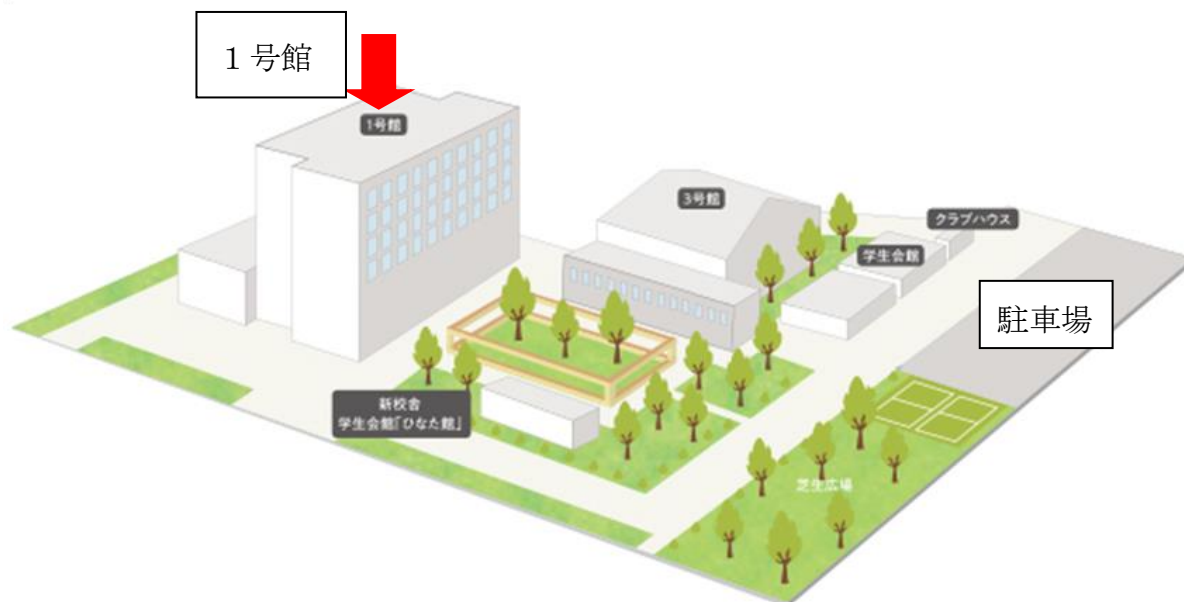 １号館
1号館
3号館
クラブハウス
学生会館
駐車場
新校舎
学生会館「ひなた館」
芝生広場